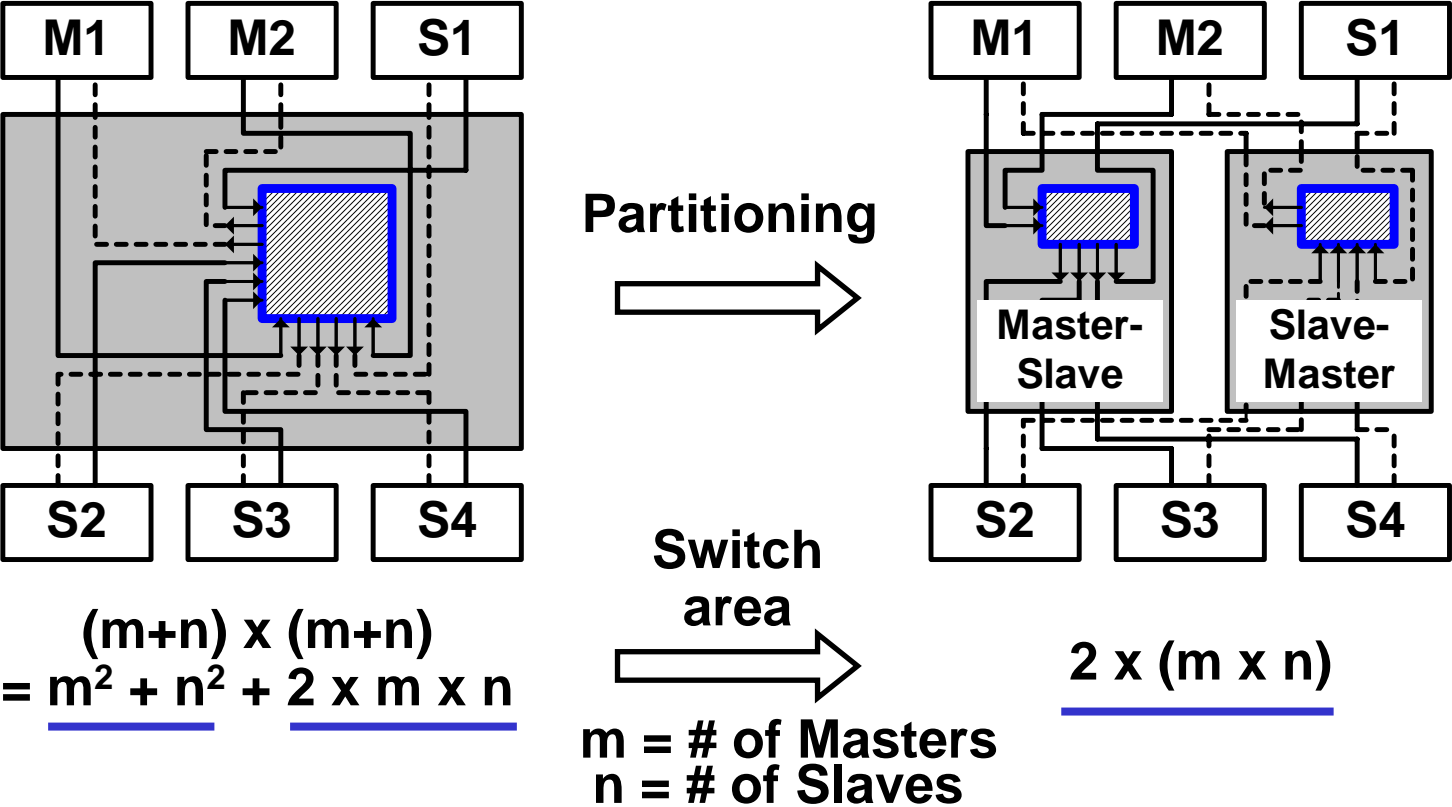 M1
M2
S1
M1
M2
S1
Partitioning
Master-
Slave
Slave-
Master
S2
S3
S4
S2
S3
S4
Switch
area
(m+n) x (m+n)
= m² + n² + 2 x m x n
2 x (m x n)
m = # of Masters
n = # of Slaves